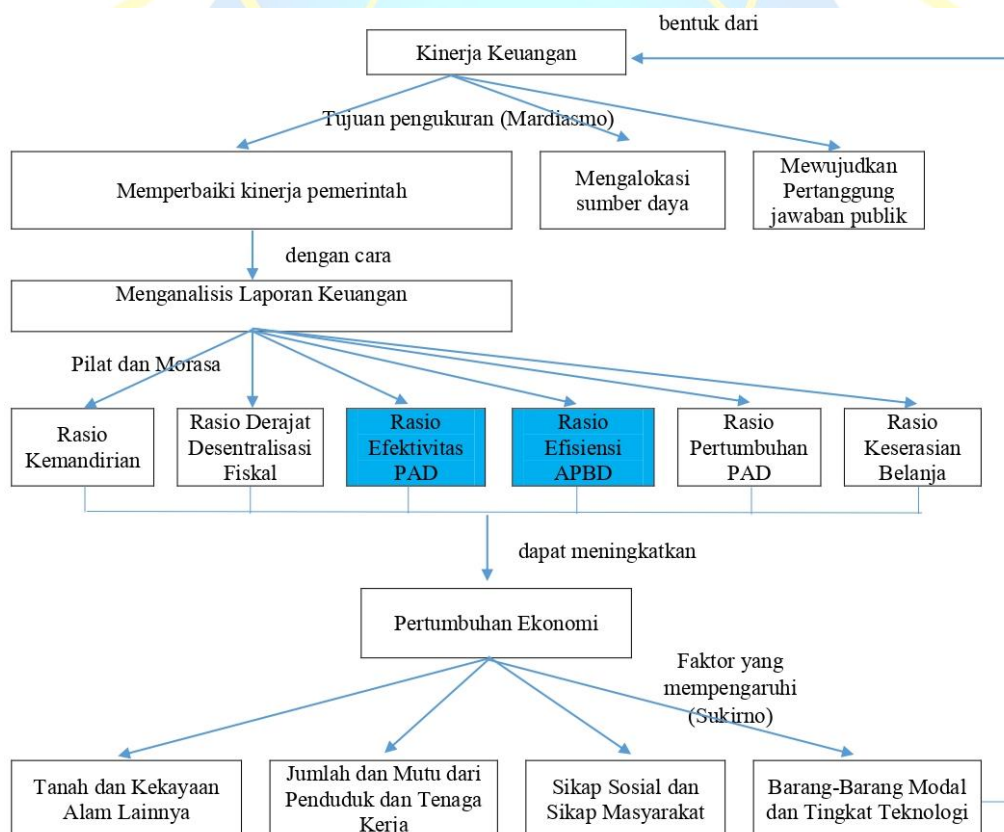 bentuk dari
Kinerja Keuangan
Tujuan pengukuran (Mardiasmo)
Memperbaiki kinerja pemerintah
Mengalokasi
sumber daya
Mewujudkan
Pertanggung
jawaban publik
dengan cara
Menganalisis Laporan Keuangan
Pilat dan Morasa
Rasio
Kemandirian
Rasio Derajat
Desentralisasi
Fiskal
Rasio
Efektivitas
PAD
Rasio
Efisiensi
APBD
Rasio
Pertumbuhan
PAD
Rasio
Keserasian
Belanja
dapat meningkatkan
Pertumbuhan Ekonomi
Faktor yang
mempengaruhi
(Sukirno)
Tanah dan Kekayaan
Alam Lainnya
Jumlah dan Mutu dari
Penduduk dan Tenaga
Kerja
Sikap Sosial dan
Sikap Masyarakat
Barang-Barang Modal
dan Tingkat Teknologi